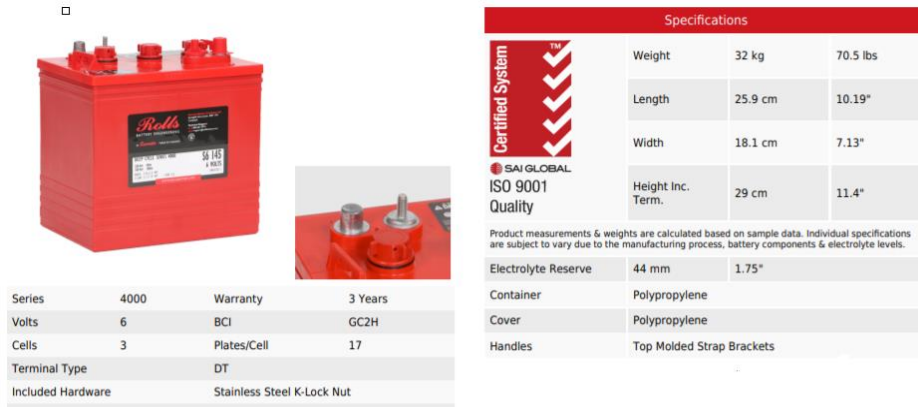 Rolls
BATTERY ENGINEERING
S6 145
6 VOLTS
Series 4000 Warranty 3 Years
Volts 6 BCI GC2H
Cells 3 Plates/Cell 17
Terminal Type DT
Included Hardware Stainless Steel K-Lock Nut
Specifications
Certified System
TM
SAI GLOBAL
ISO 9001
Quality
Weight 32 kg 70.5 lbs
Length 25.9 cm 10.19"
Width 18.1 cm 7.13"
Height Inc.
Term. 29 cm 11.4"
Product measurements & weights are calculated based on sample data. Individual specifications
are subject to vary due to the manufacturing process, battery components & electrolyte levels.
Electrolyte Reserve 44 mm 1.75"
Container Polypropylene
Cover Polypropylene
Handles Top Molded Strap Brackets